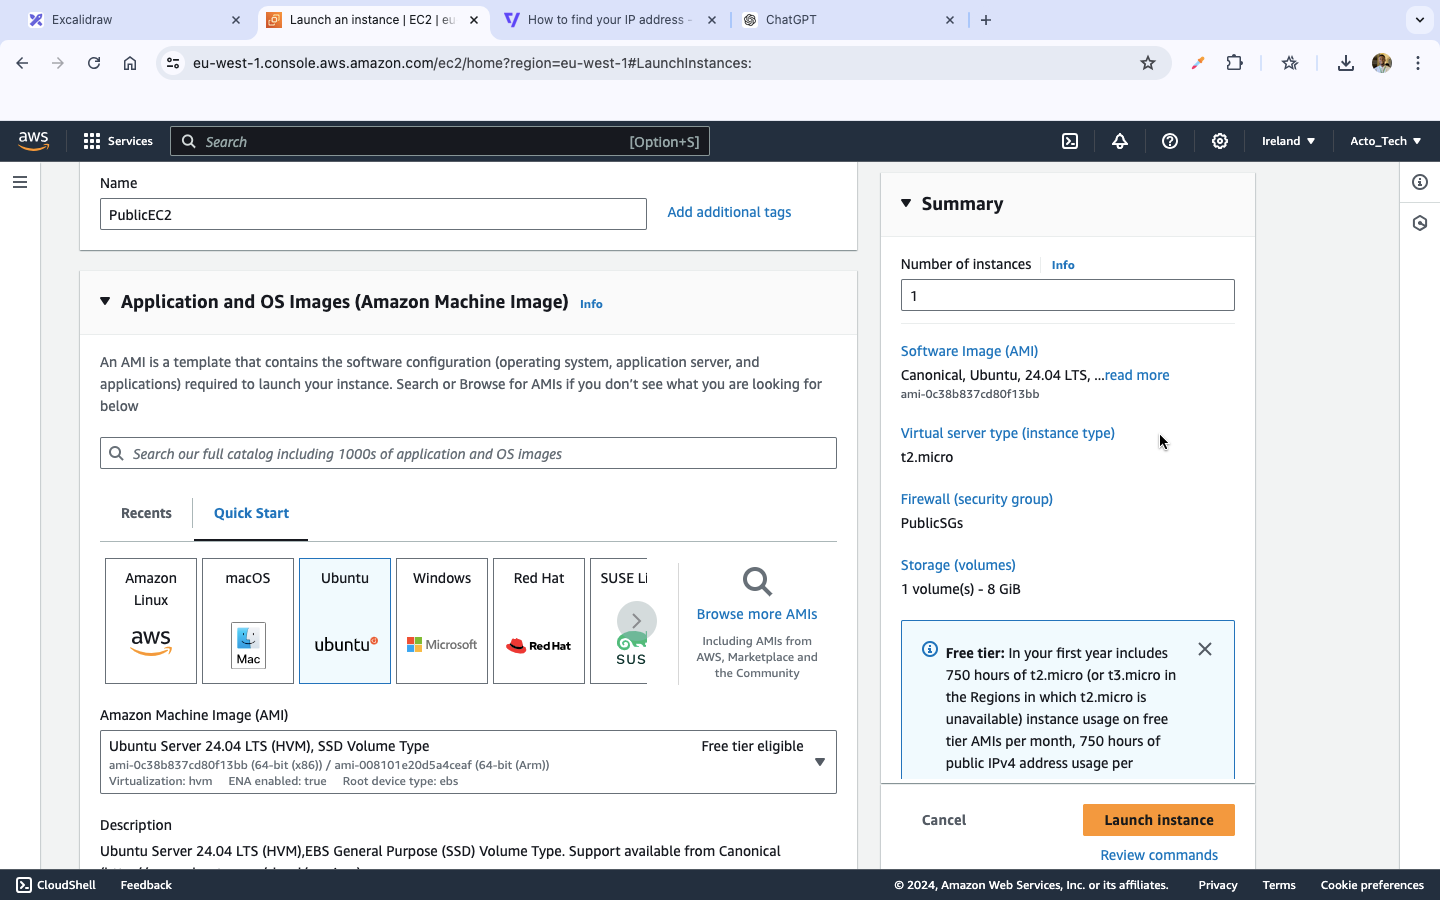 Excalidraw
Launch an instance | EC2 | eu
How to find your IP address -
ChatGPT
eu-west-1.console.aws.amazon.com/ec2/home?region=eu-west-1#LaunchInstances:
aws
Services
Search
[Option+S]
Ireland
Acto_Tech
Name
PublicEC2
Add additional tags
Application and OS Images (Amazon Machine Image)
Info
An AMI is a template that contains the software configuration (operating system, application server, and
applications) required to launch your instance. Search or Browse for AMIs if you don't see what you are looking for
below
Search our full catalog including 1000s of application and OS images
Recents
Quick Start
Amazon
Linux
aws
macOS
Mac
Ubuntu
ubuntu
Windows
Microsoft
Red Hat
Red Hat
SUSE Li
SUS
Browse more AMIs
Including AMIs from
AWS, Marketplace and
the Community
Amazon Machine Image (AMI)
Ubuntu Server 24.04 LTS (HVM), SSD Volume Type
Free tier eligible
ami-0c38b837cd80f13bb (64-bit (x86)) / ami-008101e20d5a4ceaf (64-bit (Arm))
Virtualization: hvm ENA enabled: true Root device type: ebs
Description
Ubuntu Server 24.04 LTS (HVM),EBS General Purpose (SSD) Volume Type. Support available from Canonical
Summary
Number of instances
Info
1
Software Image (AMI)
Canonical, Ubuntu, 24.04 LTS, ...read more
ami-0c38b837cd80f13bb
Virtual server type (instance type)
t2.micro
Firewall (security group)
PublicSGs
Storage (volumes)
1 volume(s) - 8 GiB
Free tier: In your first year includes
750 hours of t2.micro (or t3.micro in
the Regions in which t2.micro is
unavailable) instance usage on free
tier AMIs per month, 750 hours of
public IPv4 address usage per
Cancel
Launch instance
Review commands
CloudShell
Feedback
© 2024, Amazon Web Services, Inc. or its affiliates.
Privacy
Terms
Cookie preferences